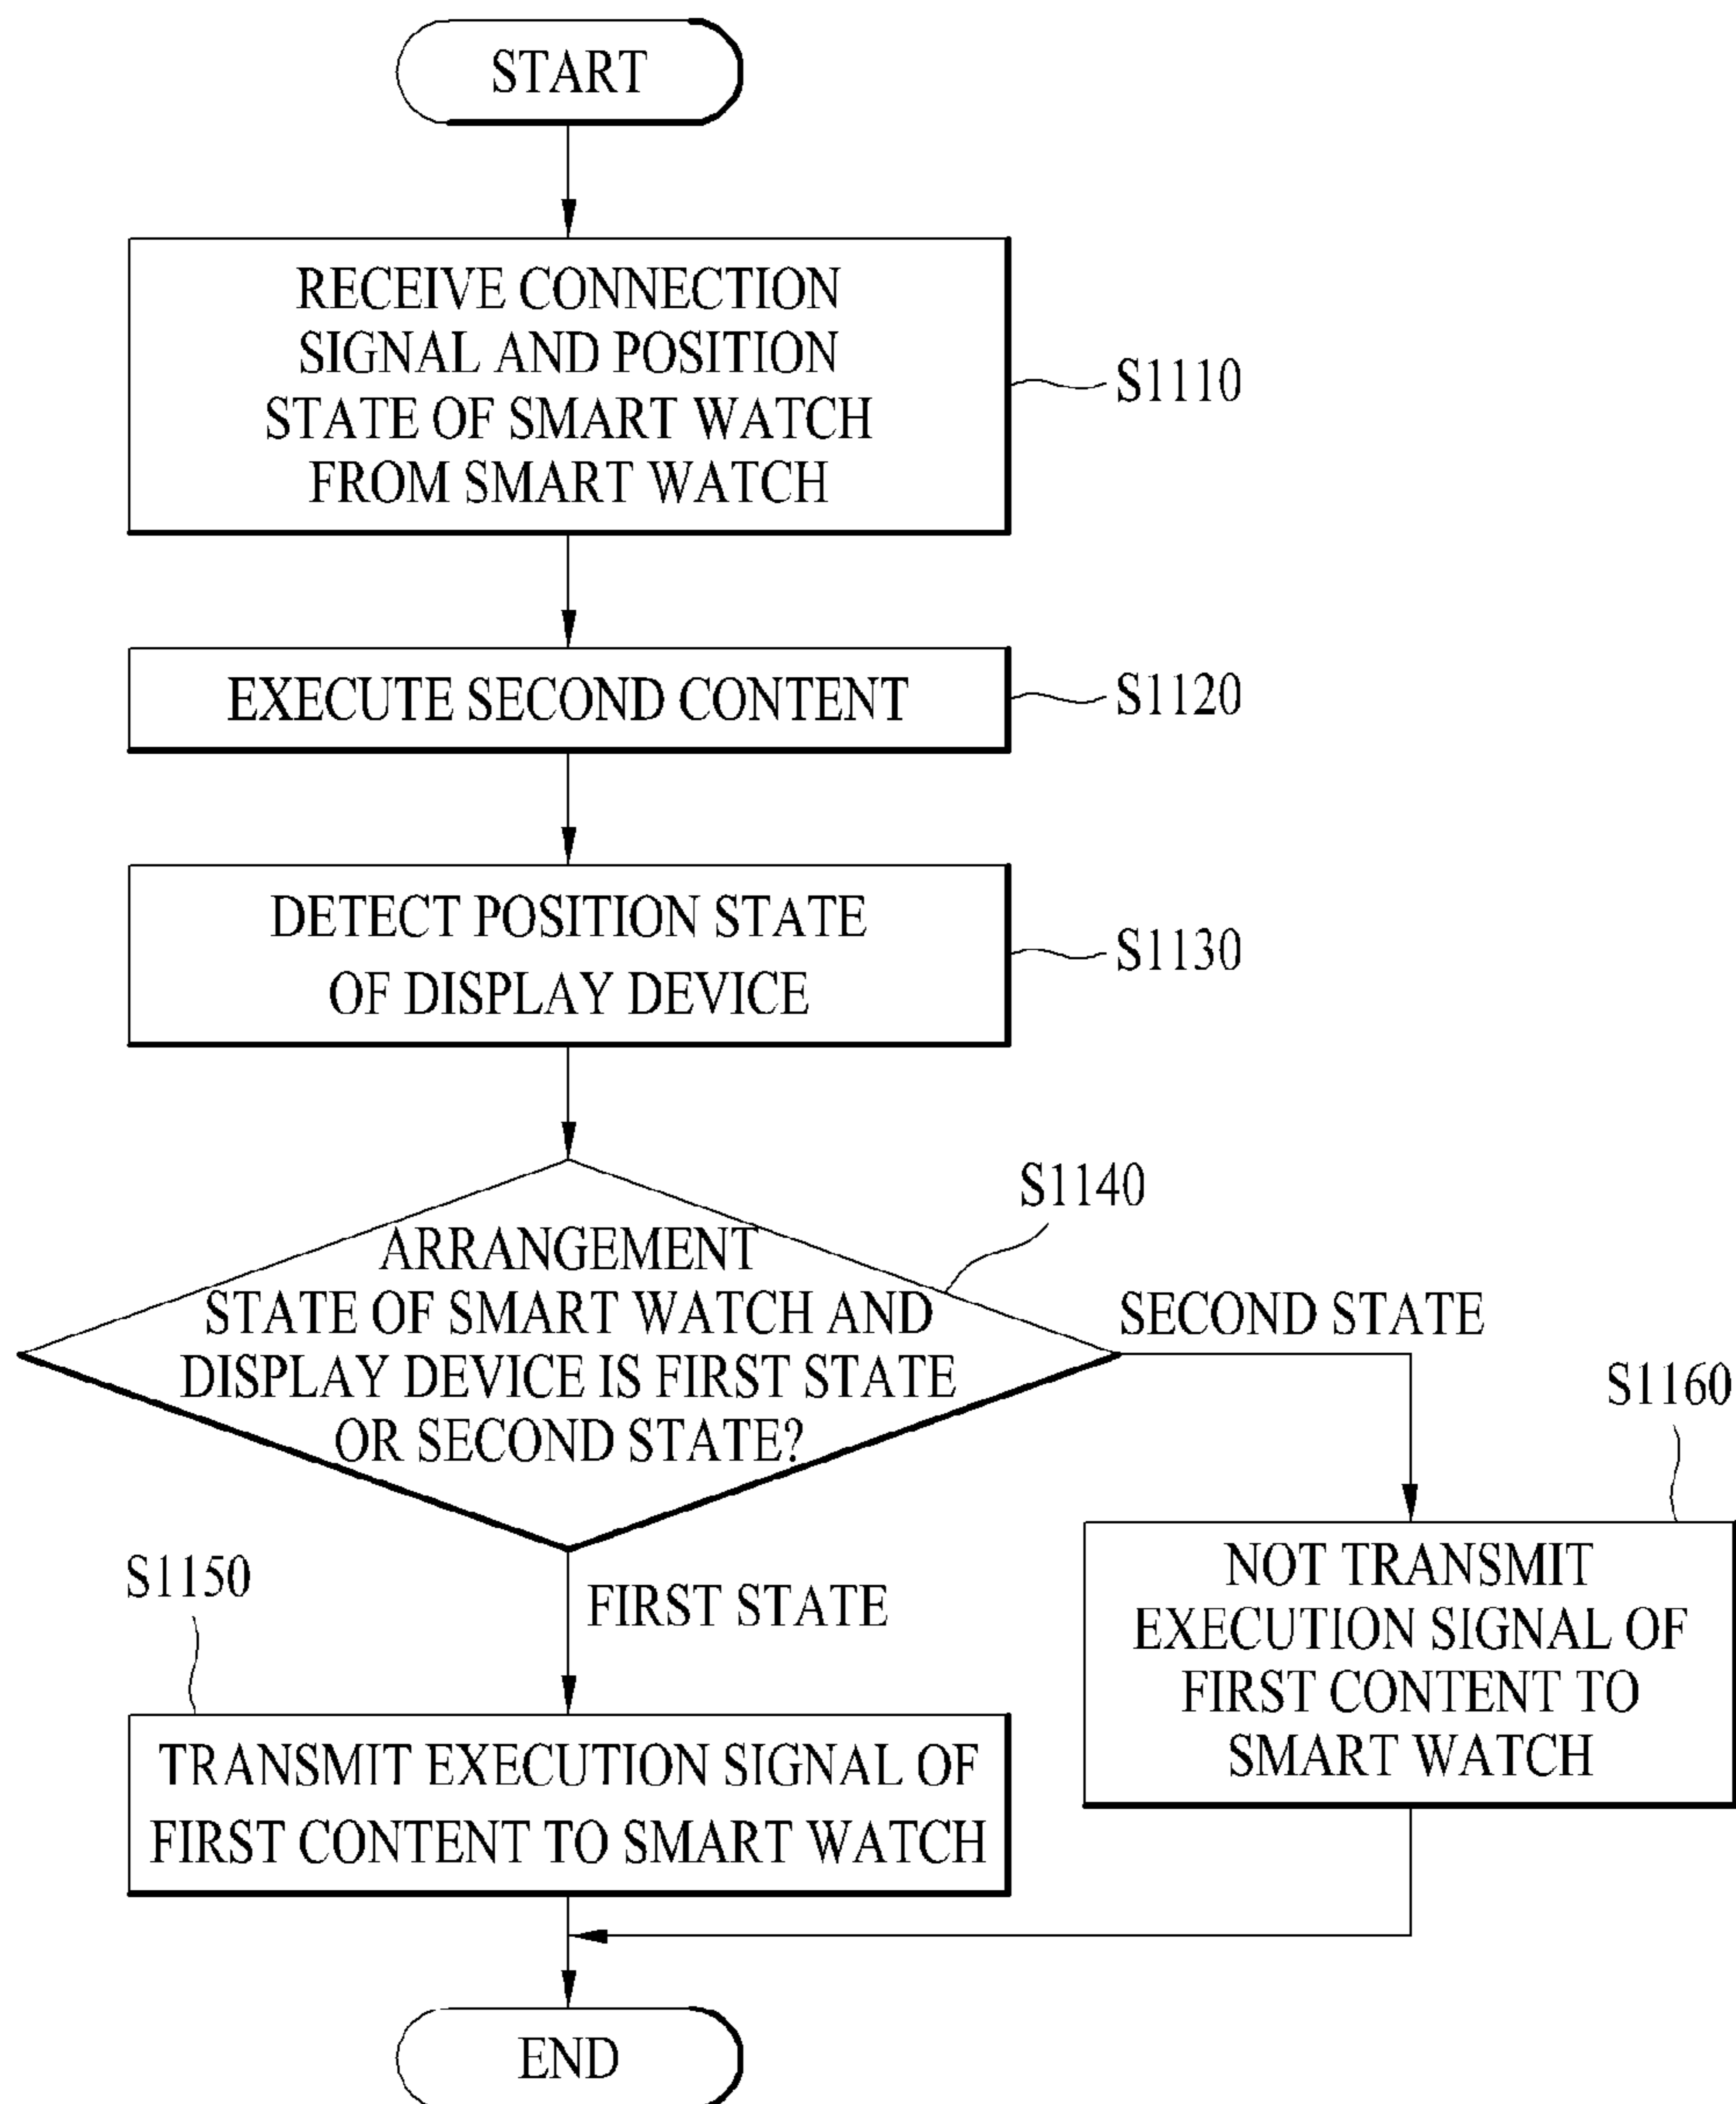 START
RECEIVE CONNECTION
SIGNAL AND POSITION
STATE OF SMART WATCH
FROM SMART WATCH
S1110
EXECUTE SECOND CONTENT
S1120
DETECT POSITION STATE
OF DISPLAY DEVICE
S1130
S1140
ARRANGEMENT
STATE OF SMART WATCH AND
DISPLAY DEVICE IS FIRST STATE
OR SECOND STATE?
SECOND STATE
S1160
NOT TRANSMIT
EXECUTION SIGNAL OF
FIRST CONTENT TO
SMART WATCH
S1150
FIRST STATE
TRANSMIT EXECUTION SIGNAL OF
FIRST CONTENT TO SMART WATCH
END